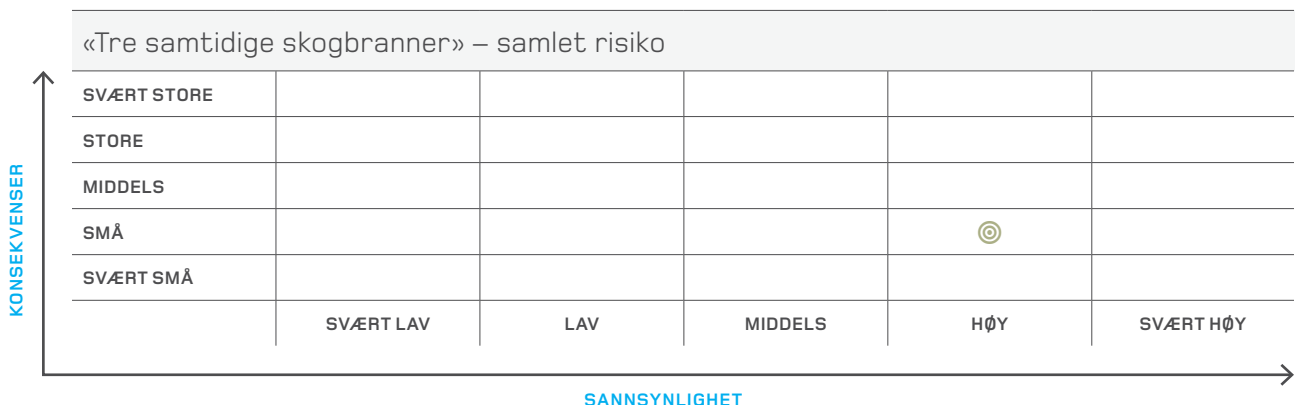 «Tre samtidige skogbranner» – samlet risiko
SVÆRT STORE
STORE
MIDDELS
SMÅ
SVÆRT SMÅ
SVÆRT LAV LAV MIDDELS HØY SVÆRT HØY
KONSEKVENSER
SANNSYNLIGHET